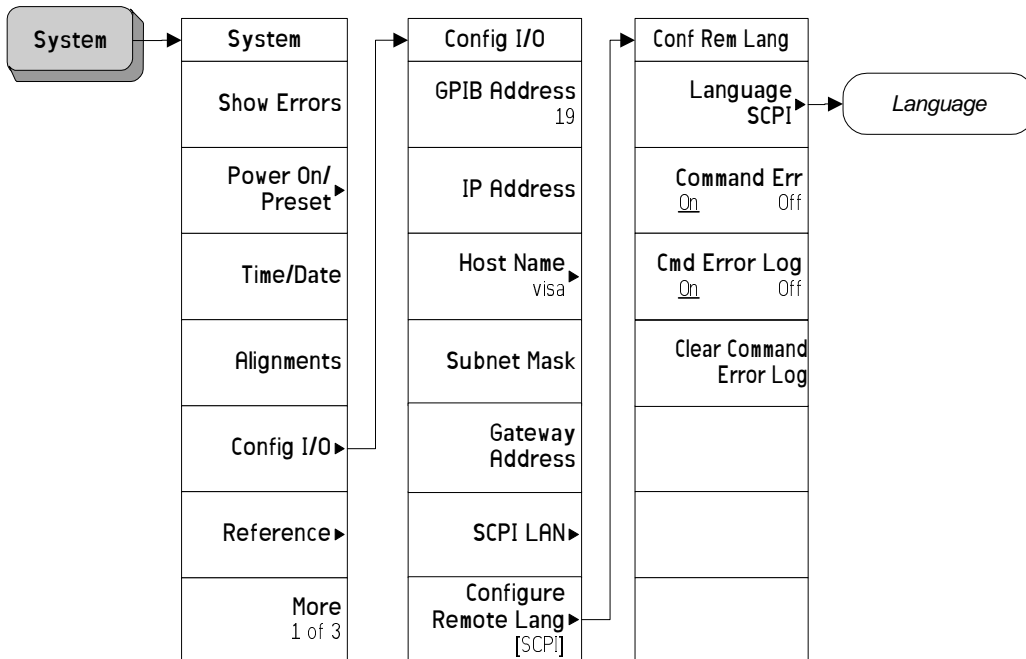 System
System
Show Errors
Power On/
Preset
Time/Date
Alignments
Config I/O
Reference
More
1 of 3
Config I/O
GPIB Address
19
IP Address
Host Name
visa
Subnet Mask
Gateway
Address
SCPI LAN
Configure
Remote Lang
[SCPI]
Conf Rem Lang
Language
SCPI
Command Err
On Off
Cmd Error Log
On Off
Clear Command
Error Log
Language